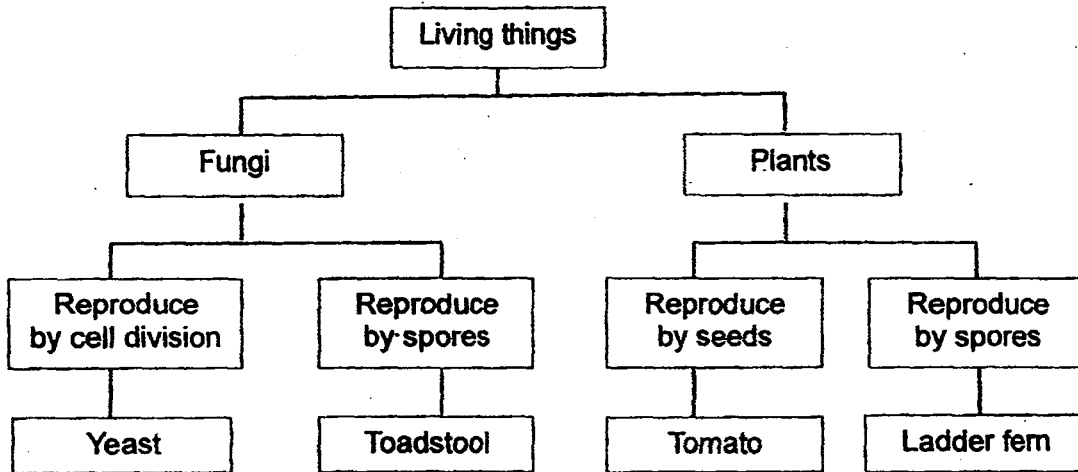 Living things
Fungi
Plants
Reproduce
by cell division
Reproduce
by spores
Reproduce
by seeds
Reproduce
by spores
Yeast
Toadstool
Tomato
Ladder fern